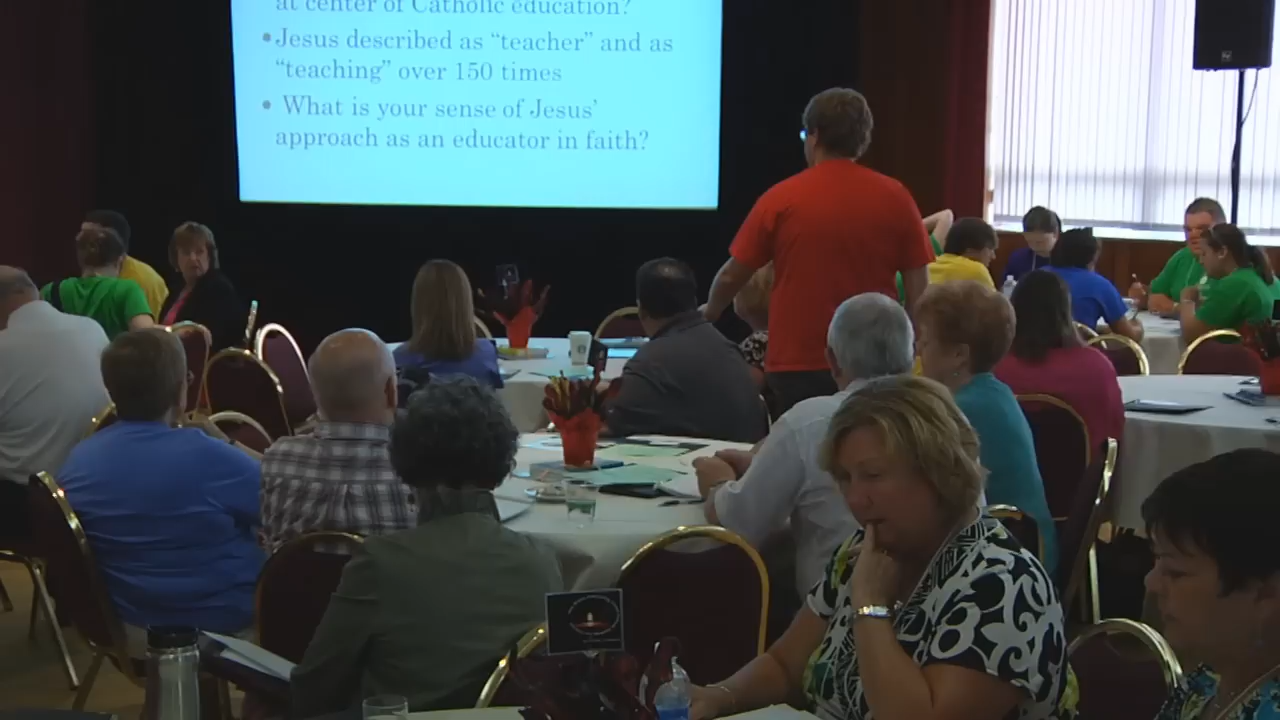 at center of Catholic education?
•Jesus described as “teacher” and as
“teaching” over 150 times
• What is your sense of Jesus’
approach as an educator in faith?